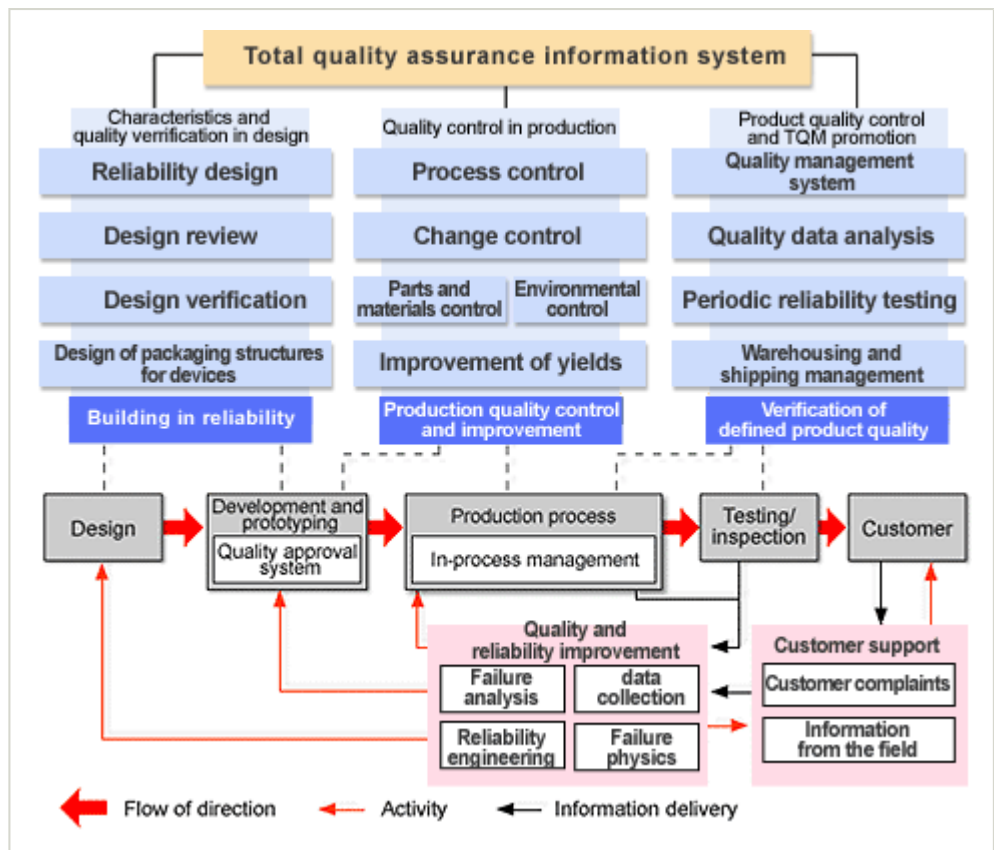 Total quality assurance information system
Characteristics and
quality verrification in design
Quality control in production
Product quality control
and TQM promotion
Reliability design
Process control
Quality management
system
Design review
Change control
Quality data analysis
Design verification
Parts and
materials control
Environmental
control
Periodic reliability testing
Design of packaging structures
for devices
Improvement of yields
Warehousing and
shipping management
Building in reliability
Production quality control
and improvement
Verification of
defined product quality
Design
Development and
prototyping
Quality approval
system
Production process
In-process management
Testing/
inspection
Customer
Quality and
reliability improvement
Failure
analysis
data
collection
Reliability
engineering
Failure
physics
Customer support
Customer complaints
Information
from the field
Flow of direction
Activity
Information delivery